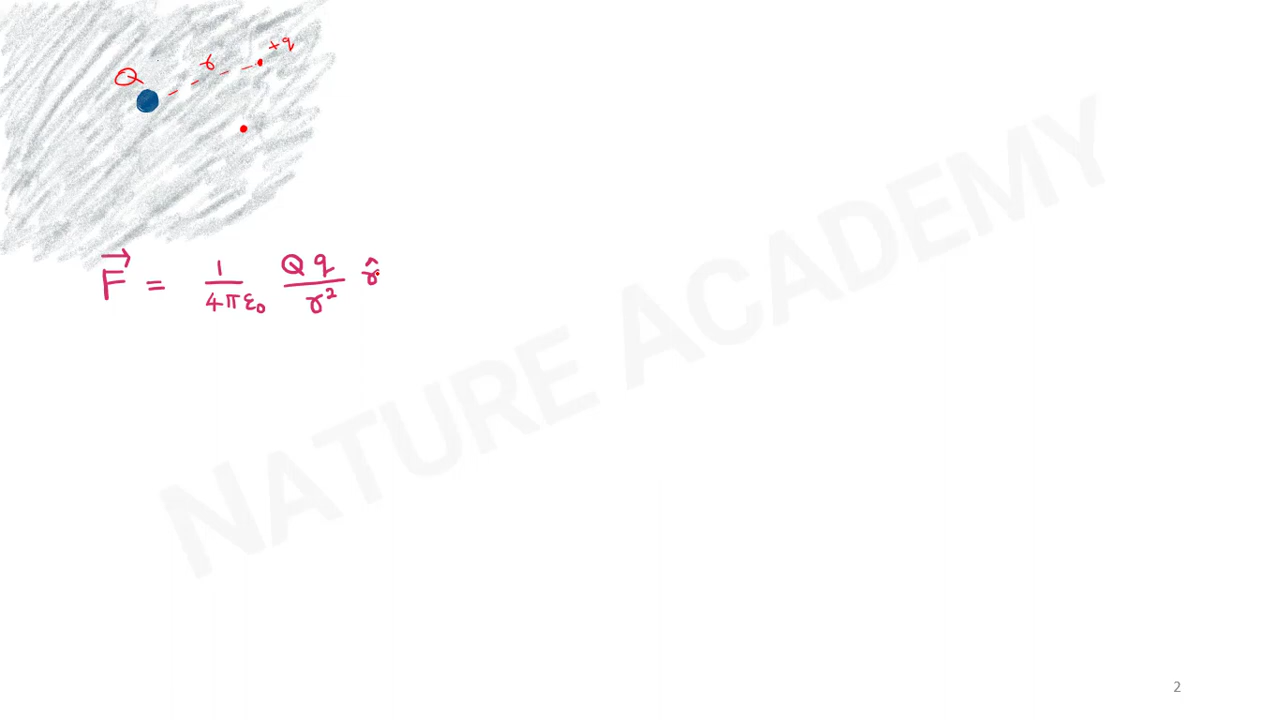 +q
r
Q
F⃗ = 1/4πε₀ Qq/r² r̂
NATURE ACADEMY
2